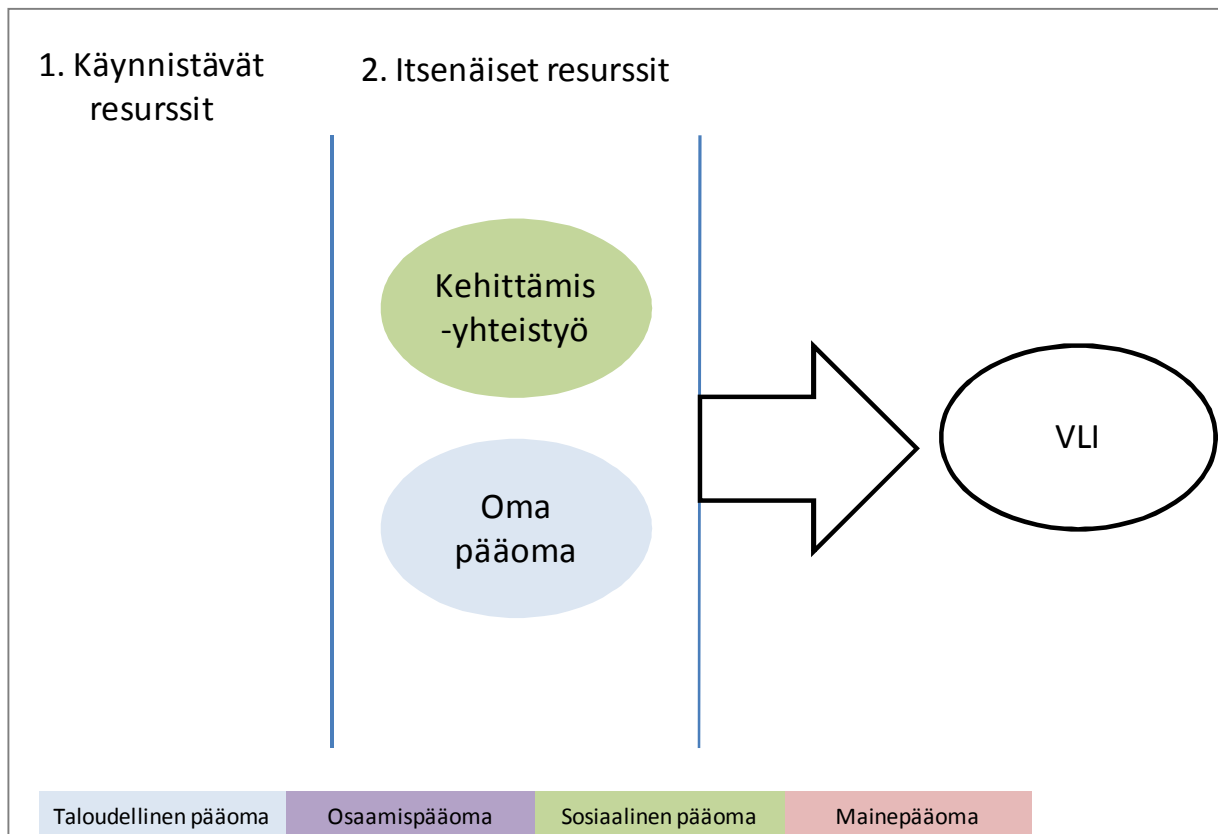 1. Käynnistävät
resurssit
2. Itsenäiset resurssit
Kehittämis
-yhteistyö
Oma
pääoma
VLI
Taloudellinen pääoma
Osaamispääoma
Sosiaalinen pääoma
Mainepääoma